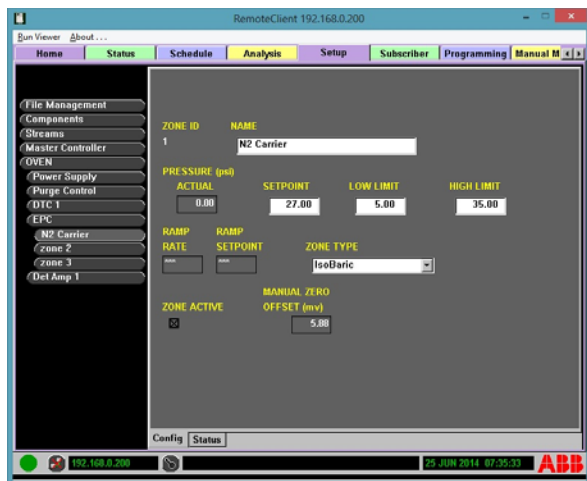 RemoteClient 192.168.0.200
Run Viewer About . . .
Home Status Schedule Analysis Setup Subscriber Programming Manual M
File Management
Components
Streams
Master Controller
OVEN
Power Supply
Purge Control
DTC 1
EPC
N2 Carrier
zone 2
zone 3
Det Amp 1
ZONE ID NAME
1 N2 Carrier
PRESSURE (psi)
ACTUAL SETPOINT LOW LIMIT HIGH LIMIT
0.00 27.00 5.00 35.00
RAMP RAMP
RATE SETPOINT ZONE TYPE
*** *** IsoBaric
MANUAL ZERO
ZONE ACTIVE OFFSET (mv)
5.00
Config Status
192.168.0.200 25 JUN 2014 07:35:33 ABB